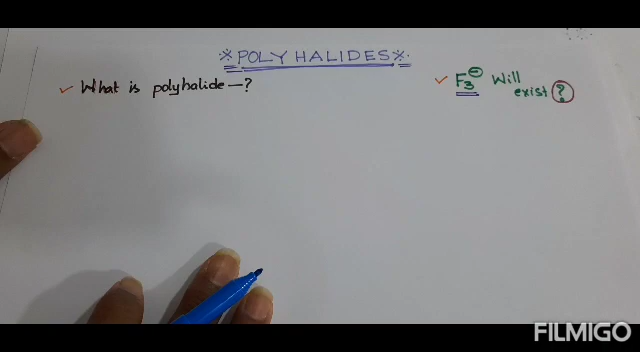 *POLY HALIDES*
✓ What is polyhalide —?
✓ F₃⊖ Will
exist ?
FILMIGO